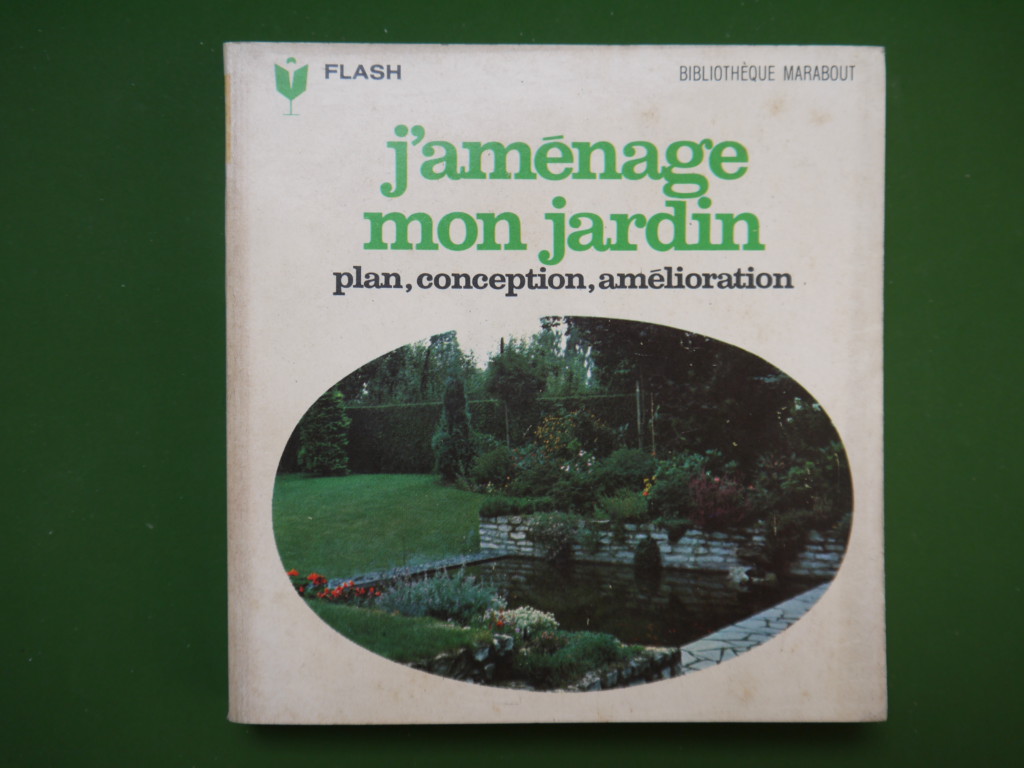 FLASH
BIBLIOTHÈQUE MARABOUT
j'aménage
mon jardin
plan, conception, amélioration